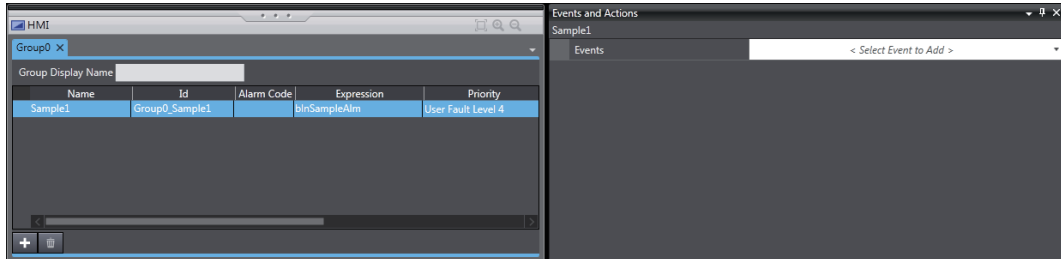 HMI
Group0
Group Display Name
Name Id Alarm Code Expression Priority
Sample1 Group0_Sample1 blnSampleAlm User Fault Level 4
Events and Actions
Sample1
Events < Select Event to Add >